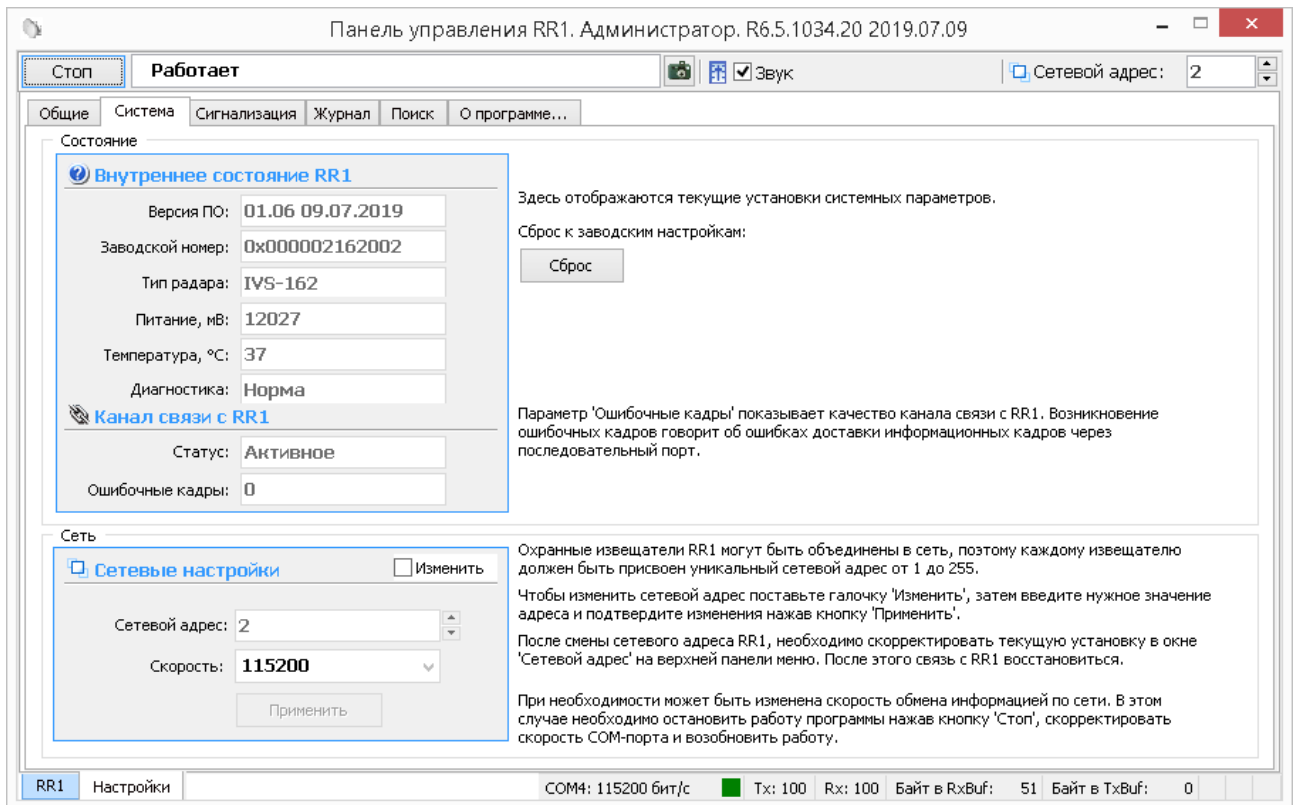 Панель управления RR1. Администратор. R6.5.1034.20 2019.07.09
Стоп
Работает
Звук
Сетевой адрес: 2
Общие Система Сигнализация Журнал Поиск О программе...
Состояние
Внутреннее состояние RR1
Версия ПО: 01.06 09.07.2019
Заводской номер: 0x000002162002
Тип радара: IVS-162
Питание, мВ: 12027
Температура, °C: 37
Диагностика: Норма
Здесь отображаются текущие установки системных параметров.
Сброс к заводским настройкам:
Сброс
Канал связи с RR1
Статус: Активное
Ошибочные кадры: 0
Параметр 'Ошибочные кадры' показывает качество канала связи с RR1. Возникновение
ошибочных кадров говорит об ошибках доставки информационных кадров через
последовательный порт.
Сеть
Сетевые настройки
Изменить
Сетевой адрес: 2
Скорость: 115200
Применить
Охранные извещатели RR1 могут быть объединены в сеть, поэтому каждому извещателю
должен быть присвоен уникальный сетевой адрес от 1 до 255.
Чтобы изменить сетевой адрес поставьте галочку 'Изменить', затем введите нужное значение
адреса и подтвердите изменения нажав кнопку 'Применить'.
После смены сетевого адреса RR1, необходимо скорректировать текущую установку в окне
'Сетевой адрес' на верхней панели меню. После этого связь с RR1 восстановиться.
При необходимости может быть изменена скорость обмена информацией по сети. В этом
случае необходимо остановить работу программы нажав кнопку 'Стоп', скорректировать
скорость COM-порта и возобновить работу.
RR1 Настройки
COM4: 115200 бит/с Tx: 100 Rx: 100 Байт в RxBuf: 51 Байт в TxBuf: 0